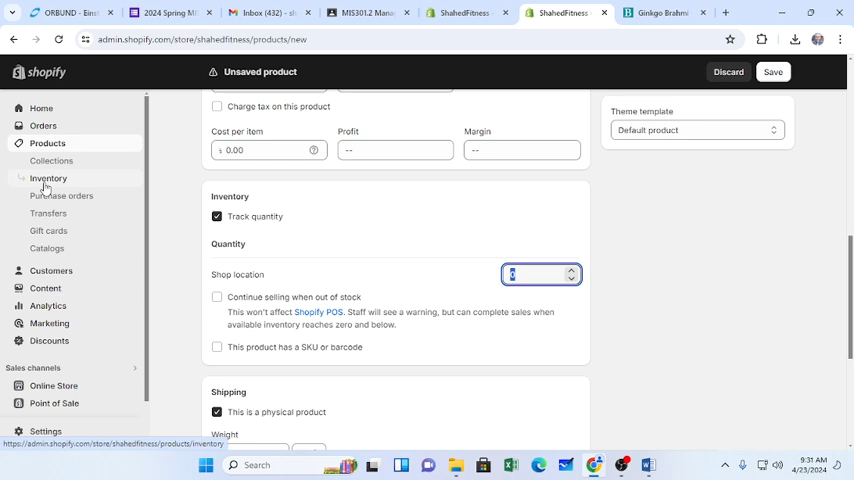 ORBUND - Einst
2024 Spring MI
Inbox (432) - sh
MIS301.2 Mana
ShahedFitness -
ShahedFitness
Ginkgo Brahmi
admin.shopify.com/store/shahedfitness/products/new
shopify
Unsaved product
Discard
Save
Home
Orders
Products
Collections
Inventory
Purchase orders
Transfers
Gift cards
Catalogs
Customers
Content
Analytics
Marketing
Discounts
Sales channels
Online Store
Point of Sale
Settings
https://admin.shopify.com/store/shahedfitness/products/inventory
Charge tax on this product
Cost per item
Profit
Margin
৳ 0.00
--
--
Inventory
Track quantity
Quantity
Shop location
0
Continue selling when out of stock
This won't affect Shopify POS. Staff will see a warning, but can complete sales when
available inventory reaches zero and below.
This product has a SKU or barcode
Shipping
This is a physical product
Weight
Theme template
Default product
Search
9:31 AM
4/23/2024